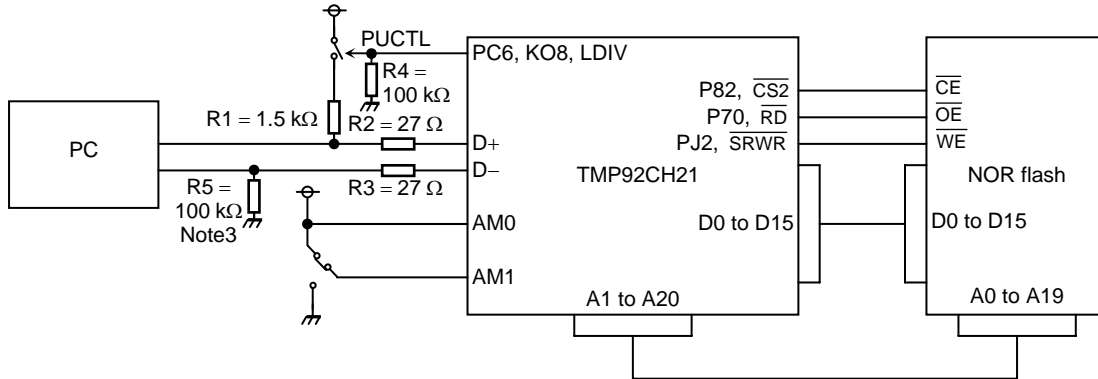 PUCTL
PC6, KO8, LDIV
R4 =
100 kΩ
P82, CS2
CE
R1 = 1.5 kΩ
R2 = 27 Ω
P70, RD
OE
PC
D+
PJ2, SRWR
WE
D−
R3 = 27 Ω
TMP92CH21
NOR flash
R5 =
100 kΩ
Note3
AM0
D0 to D15
D0 to D15
AM1
A1 to A20
A0 to A19